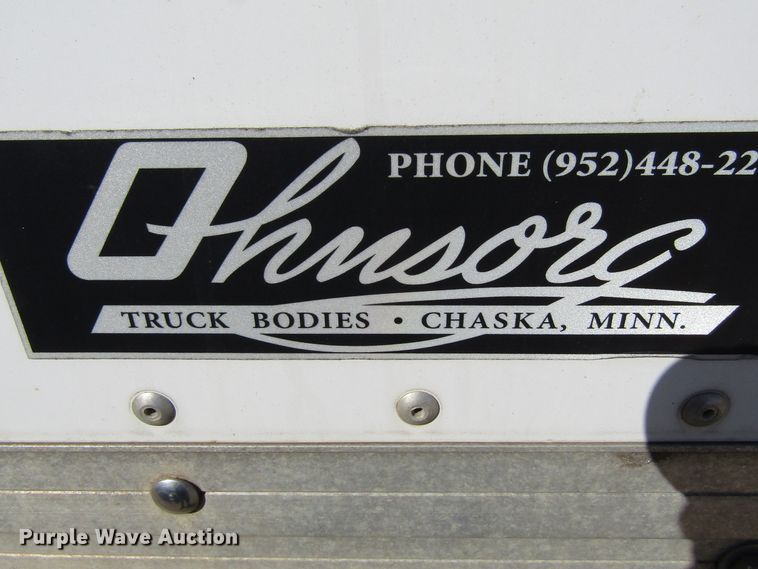 PHONE (952)448-22
Ohnsorg
TRUCK BODIES • CHASKA, MINN.
Purple Wave Auction